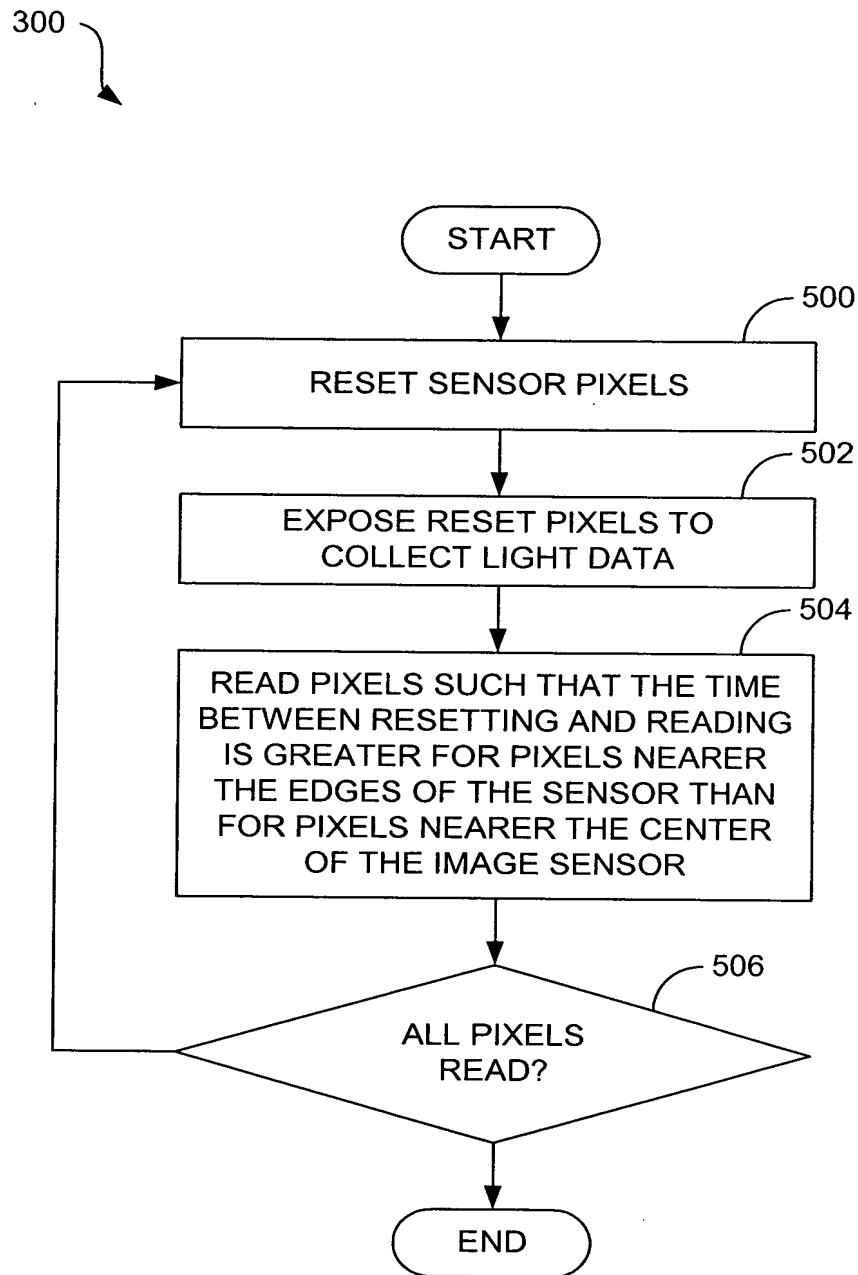 300
START
500
RESET SENSOR PIXELS
502
EXPOSE RESET PIXELS TO
COLLECT LIGHT DATA
504
READ PIXELS SUCH THAT THE TIME
BETWEEN RESETTING AND READING
IS GREATER FOR PIXELS NEARER
THE EDGES OF THE SENSOR THAN
FOR PIXELS NEARER THE CENTER
OF THE IMAGE SENSOR
506
ALL PIXELS
READ?
END